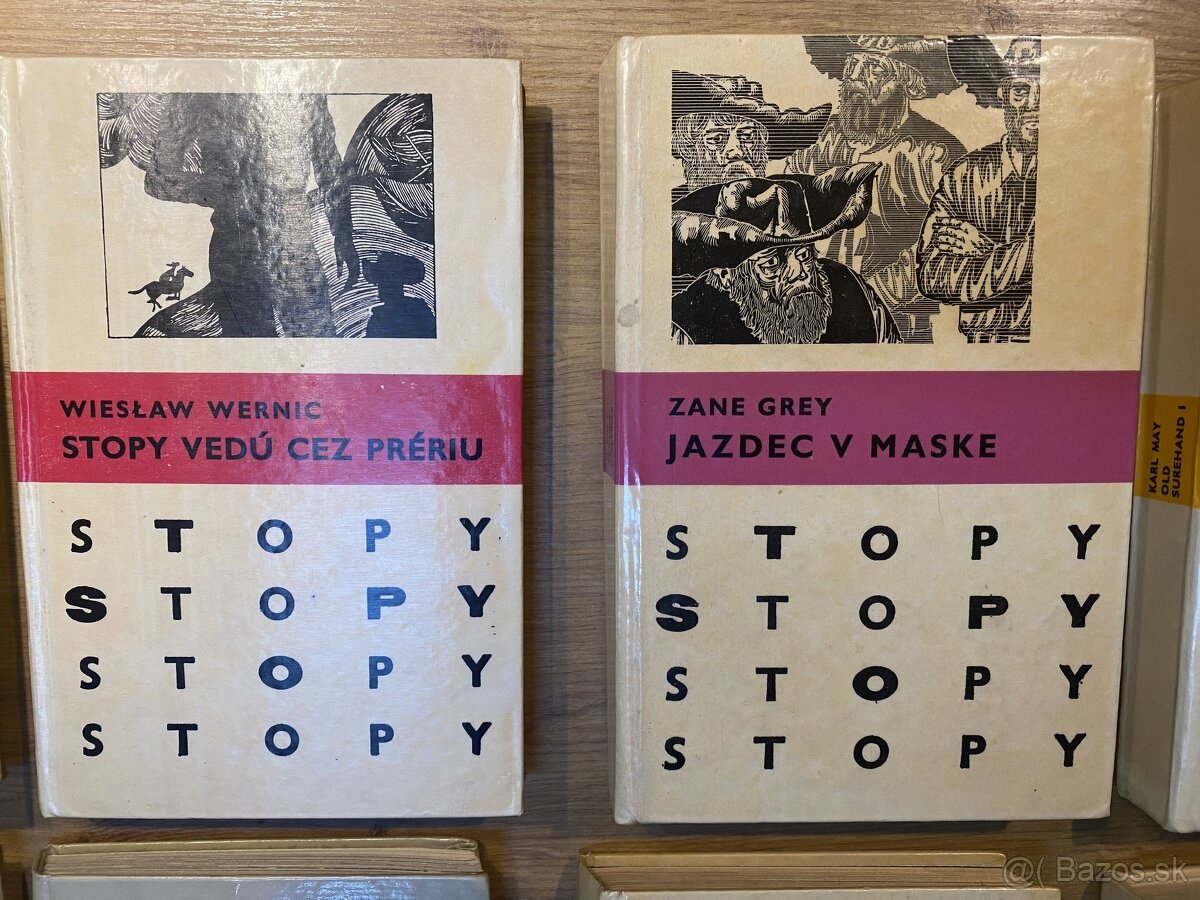 WIESŁAW WERNIC
STOPY VEDÚ CEZ PRÉRIU
S T O P Y
S T O P Y
S T O P Y
S T O P Y
ZANE GREY
JAZDEC V MASKE
S T O P Y
S T O P Y
S T O P Y
S T O P Y
KARL MAY
OLD
SUREHAND I
@( Bazos.sk